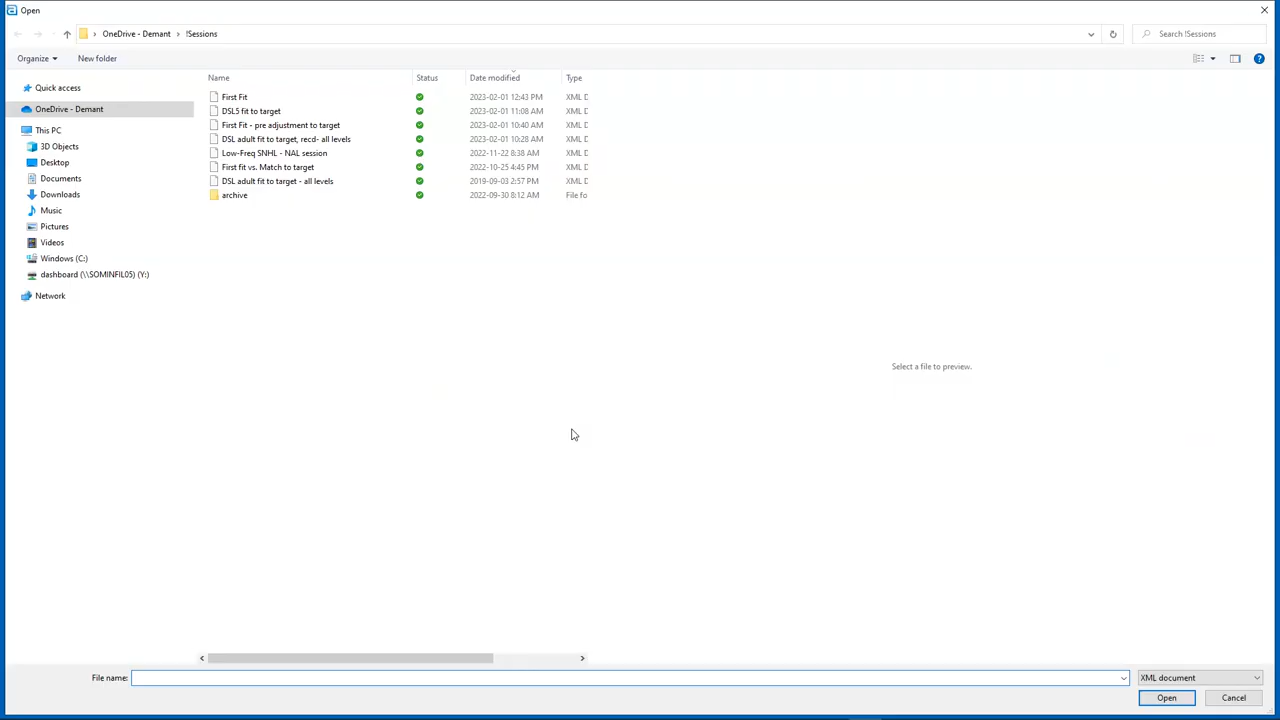 Open
OneDrive - Demant > !Sessions
Search !Sessions
Organize
New folder
Name Status Date modified Type
Quick access
OneDrive - Demant
This PC
3D Objects
Desktop
Documents
Downloads
Music
Pictures
Videos
Windows (C:)
dashboard (\\SOMINFIL05) (Y:)
Network
First Fit 2023-02-01 12:43 PM XML D
DSL5 fit to target 2023-02-01 11:08 AM XML D
First Fit - pre adjustment to target 2023-02-01 10:40 AM XML D
DSL adult fit to target, recd- all levels 2023-02-01 10:28 AM XML D
Low-Freq SNHL - NAL session 2022-11-22 8:38 AM XML D
First fit vs. Match to target 2022-10-25 4:45 PM XML D
DSL adult fit to target - all levels 2019-09-03 2:57 PM XML D
archive 2022-09-30 8:12 AM File fo
Select a file to preview.
File name:
XML document
Open
Cancel